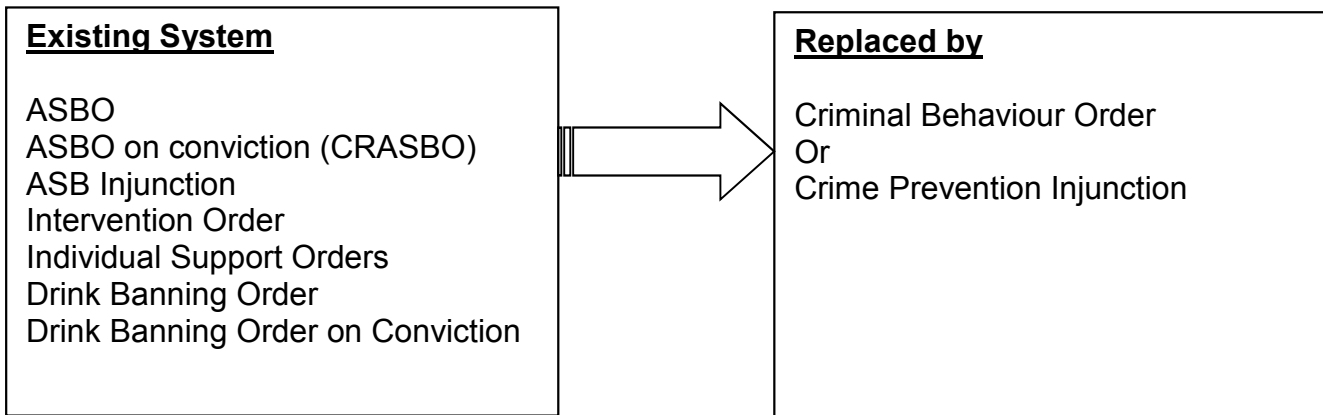 Existing System
ASBO
ASBO on conviction (CRASBO)
ASB Injunction
Intervention Order
Individual Support Orders
Drink Banning Order
Drink Banning Order on Conviction
Replaced by
Criminal Behaviour Order
Or
Crime Prevention Injunction